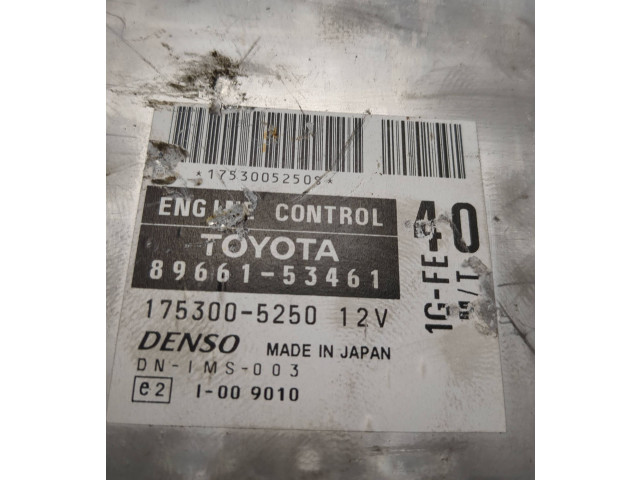 *1753005250S*
ENGINE CONTROL
TOYOTA
89661-53461
175300-5250 12V
DENSO MADE IN JAPAN
DN-IMS-003
e2 I-00 9010
40
1G-FE
/T